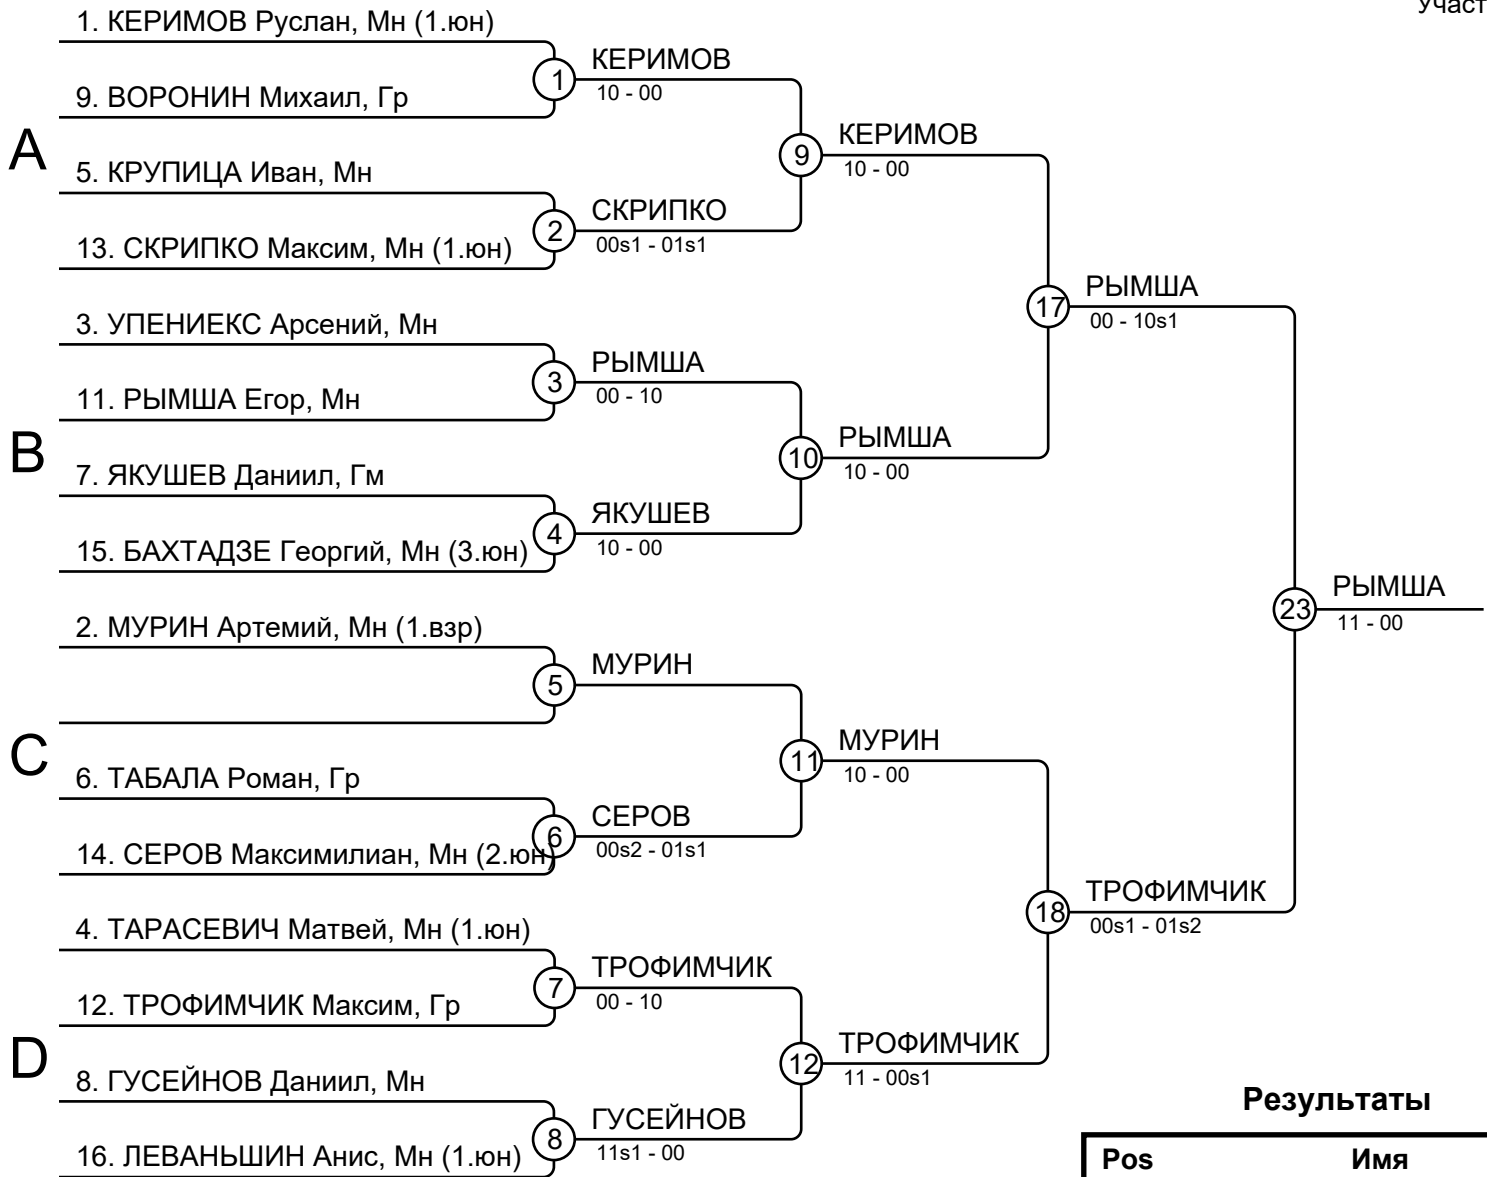 Участ
1. КЕРИМОВ Руслан, Мн (1.юн)
КЕРИМОВ
1
10 - 00
9. ВОРОНИН Михаил, Гр
A
КЕРИМОВ
9
10 - 00
5. КРУПИЦА Иван, Мн
СКРИПКО
2
00s1 - 01s1
13. СКРИПКО Максим, Мн (1.юн)
РЫМША
17
00 - 10s1
3. УПЕНИЕКС Арсений, Мн
РЫМША
3
00 - 10
11. РЫМША Егор, Мн
B
РЫМША
10
10 - 00
7. ЯКУШЕВ Даниил, Гм
ЯКУШЕВ
4
10 - 00
15. БАХТАДЗЕ Георгий, Мн (3.юн)
РЫМША
23
11 - 00
2. МУРИН Артемий, Мн (1.взр)
МУРИН
5
C
МУРИН
11
10 - 00
6. ТАБАЛА Роман, Гр
СЕРОВ
6
00s2 - 01s1
14. СЕРОВ Максимилиан, Мн (2.юн)
ТРОФИМЧИК
18
00s1 - 01s2
4. ТАРАСЕВИЧ Матвей, Мн (1.юн)
ТРОФИМЧИК
7
00 - 10
12. ТРОФИМЧИК Максим, Гр
D
ТРОФИМЧИК
12
11 - 00s1
8. ГУСЕЙНОВ Даниил, Мн
ГУСЕЙНОВ
8
11s1 - 00
16. ЛЕВАНЬШИН Анис, Мн (1.юн)
Результаты
Pos Имя